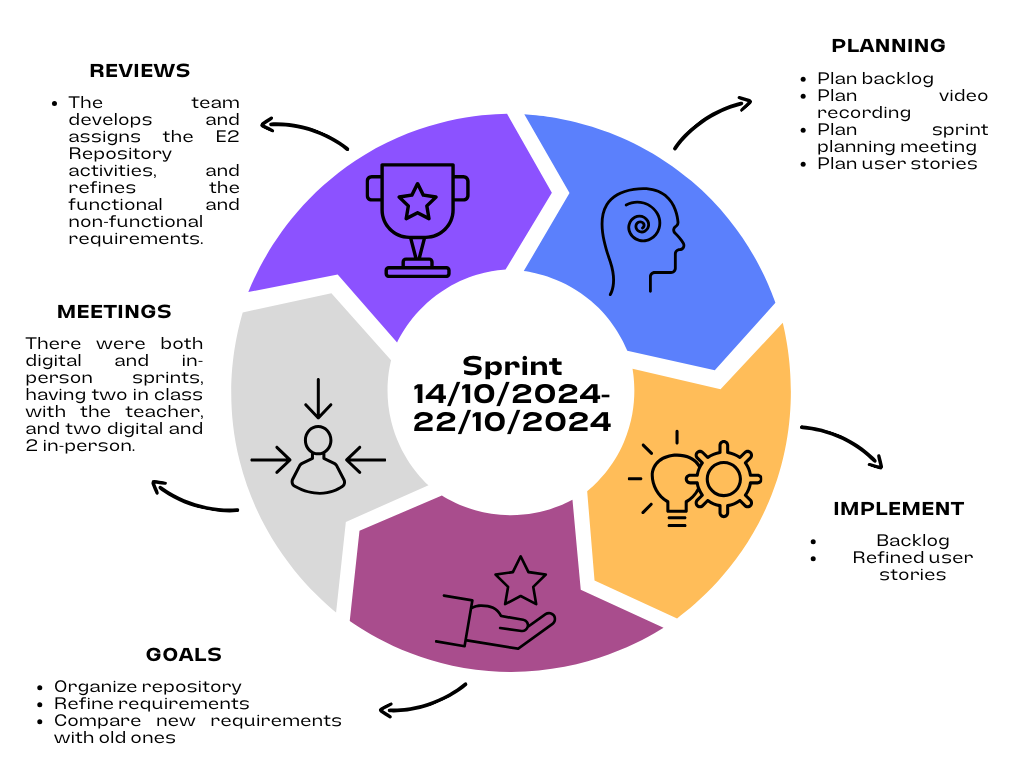 PLANNING
• Plan backlog
• Plan video
recording
• Plan sprint
planning meeting
• Plan user stories
REVIEWS
• The team
develops and
assigns the E2
Repository
activities, and
refines the
functional and
non-functional
requirements.
MEETINGS
There were both
digital and in-
person sprints,
having two in class
with the teacher,
and two digital and
2 in-person.
Sprint
14/10/2024-
22/10/2024
IMPLEMENT
• Backlog
• Refined user
stories
GOALS
• Organize repository
• Refine requirements
• Compare new requirements
with old ones